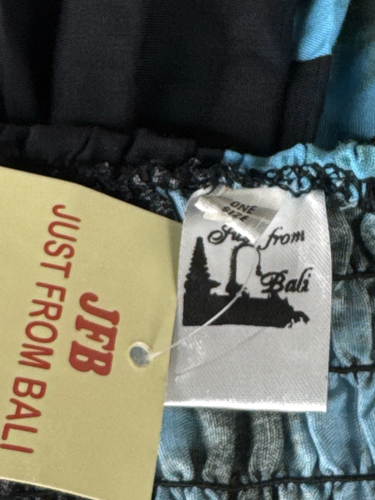 JFB
JUST FROM BALI
ONE
SIZE
Just from
Bali